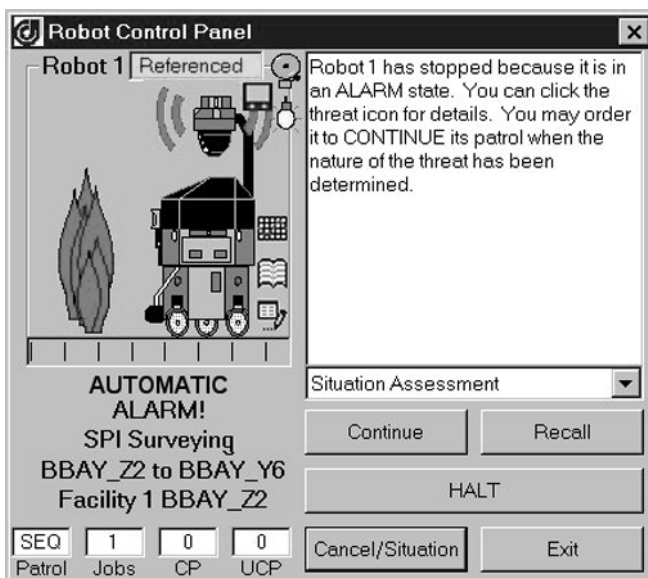 Robot Control Panel
Robot 1 Referenced
Robot 1 has stopped because it is in
an ALARM state. You can click the
threat icon for details. You may order
it to CONTINUE its patrol when the
nature of the threat has been
determined.
AUTOMATIC
ALARM!
SPI Surveying
BBAY_Z2 to BBAY_Y6
Facility 1 BBAY_Z2
SEQ 1 0 0
Patrol Jobs CP UCP
Situation Assessment
Continue Recall
HALT
Cancel/Situation Exit